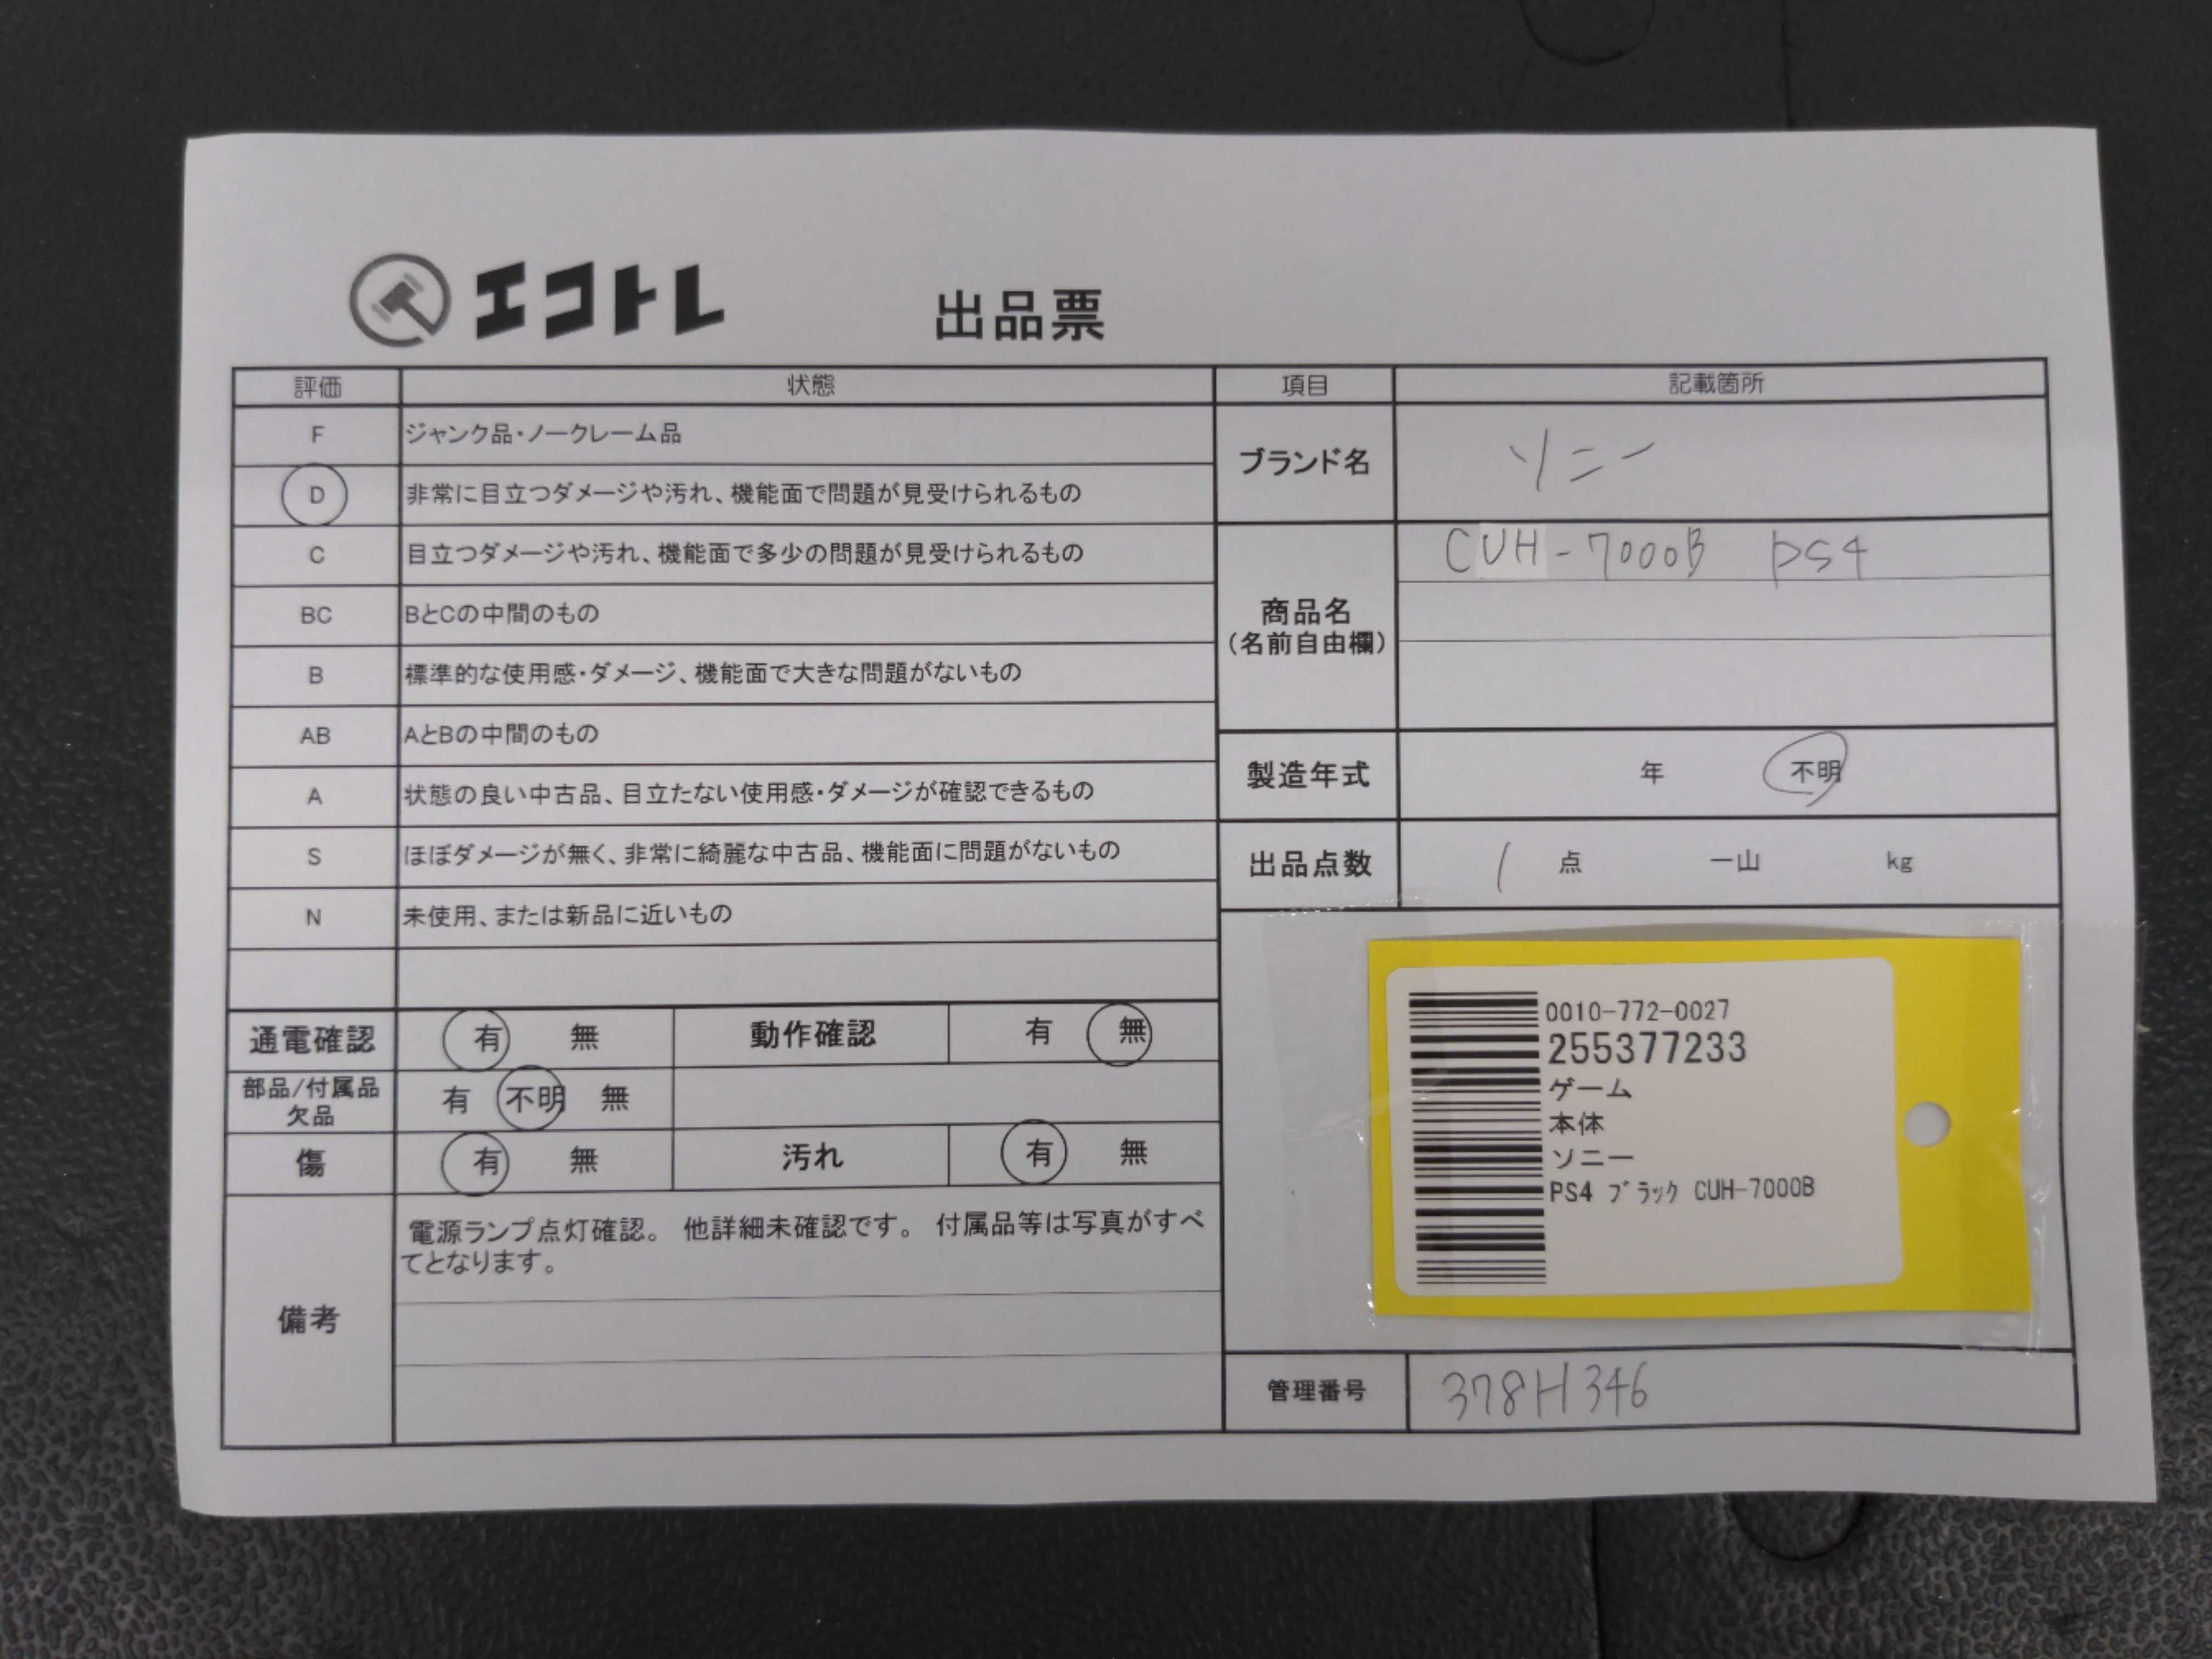 エコトレ 出品票
評価 状態
F ジャンク品・ノークレーム品
D 非常に目立つダメージや汚れ、機能面で問題が見受けられるもの
C 目立つダメージや汚れ、機能面で多少の問題が見受けられるもの
BC BとCの中間のもの
B 標準的な使用感・ダメージ、機能面で大きな問題がないもの
AB AとBの中間のもの
A 状態の良い中古品、目立たない使用感・ダメージが確認できるもの
S ほぼダメージが無く、非常に綺麗な中古品、機能面に問題がないもの
N 未使用、または新品に近いもの
通電確認 有 無 動作確認 有 無
部品/付属品
欠品 有 不明 無
傷 有 無 汚れ 有 無
備考 電源ランプ点灯確認。 他詳細未確認です。 付属品等は写真がすべ
てとなります。
項目 記載箇所
ブランド名 ソニー
商品名
(名前自由欄) CUH-7000B PS4
製造年式 年 不明
出品点数 1 点 一山 kg
0010-772-0027
255377233
ゲーム
本体
ソニー
PS4 ブラック CUH-7000B
管理番号 378H346